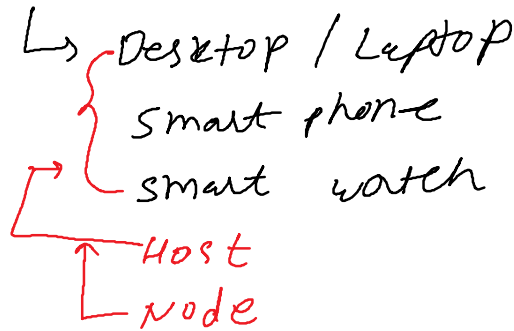 Desktop / Laptop
smart phone
smart watch
Host
Node